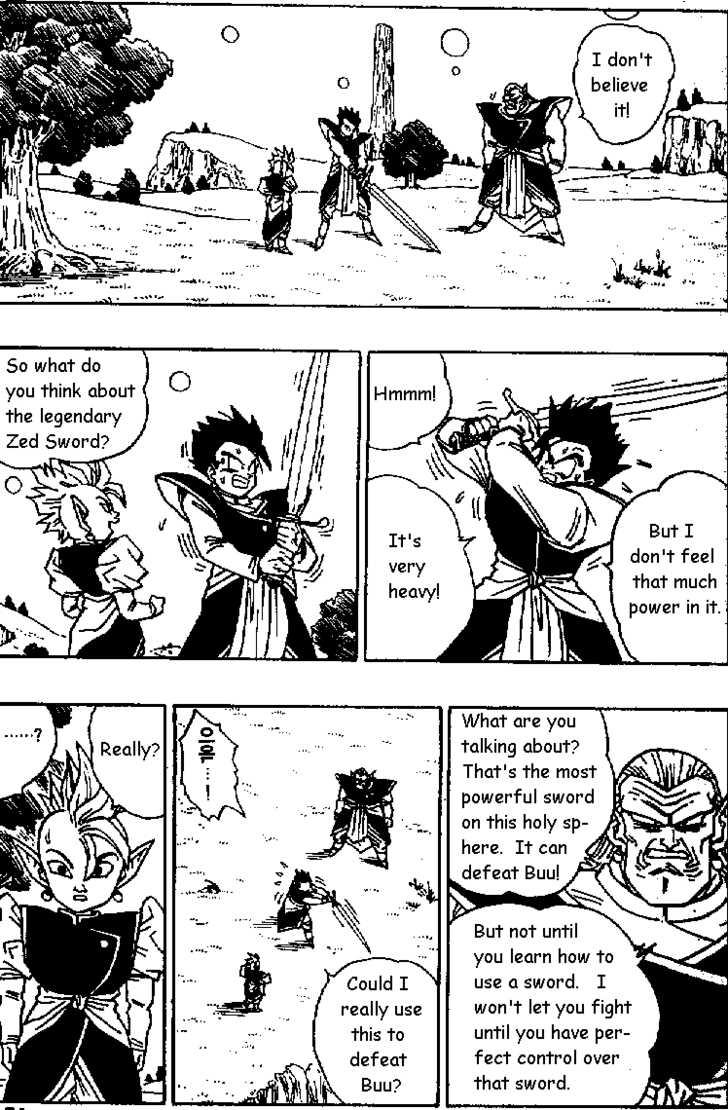 I don't
believe
it!
So what do
you think about
the legendary
Zed Sword?
Hmmm!
It's
very
heavy!
But I
don't feel
that much
power in it.
......?
Really?
Could I
really use
this to
defeat
Buu?
What are you
talking about?
That's the most
powerful sword
on this holy sp-
here. It can
defeat Buu!
But not until
you learn how to
use a sword. I
won't let you fight
until you have per-
fect control over
that sword.